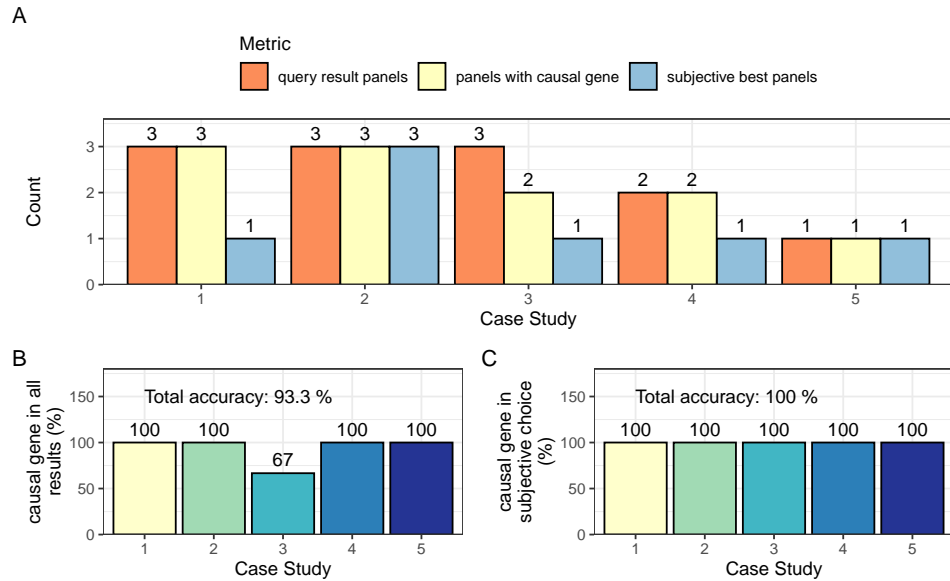 A
Metric
query result panels
panels with causal gene
subjective best panels
Count
3
2
1
0
3 3 1
3 3 3
3 2 1
2 2 1
1 1 1
1 2 3 4 5
Case Study
B
causal gene in all
results (%)
150
100
50
0
Total accuracy: 93.3 %
100 100 67 100 100
1 2 3 4 5
Case Study
C
causal gene in
subjective choice
(%)
150
100
50
0
Total accuracy: 100 %
100 100 100 100 100
1 2 3 4 5
Case Study